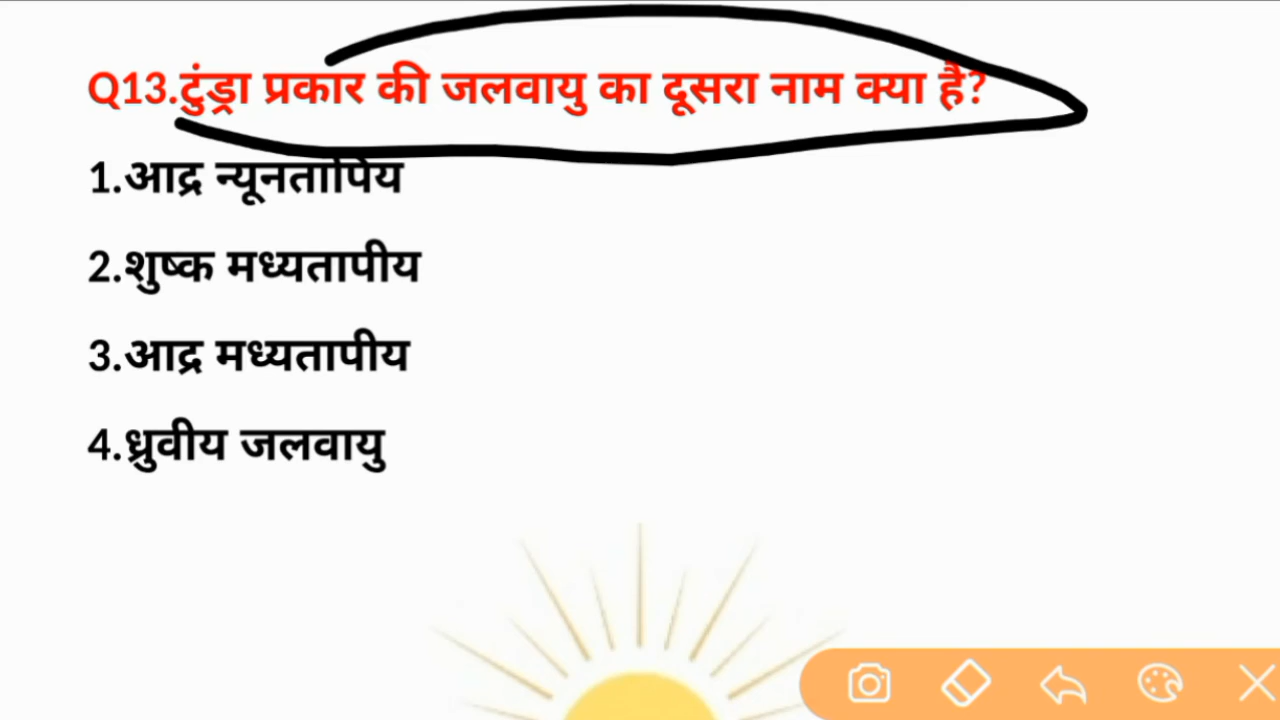 Q13.टुंड्रा प्रकार की जलवायु का दूसरा नाम क्या है?
1.आद्र न्यूनतापिय
2.शुष्क मध्यतापीय
3.आद्र मध्यतापीय
4.ध्रुवीय जलवायु